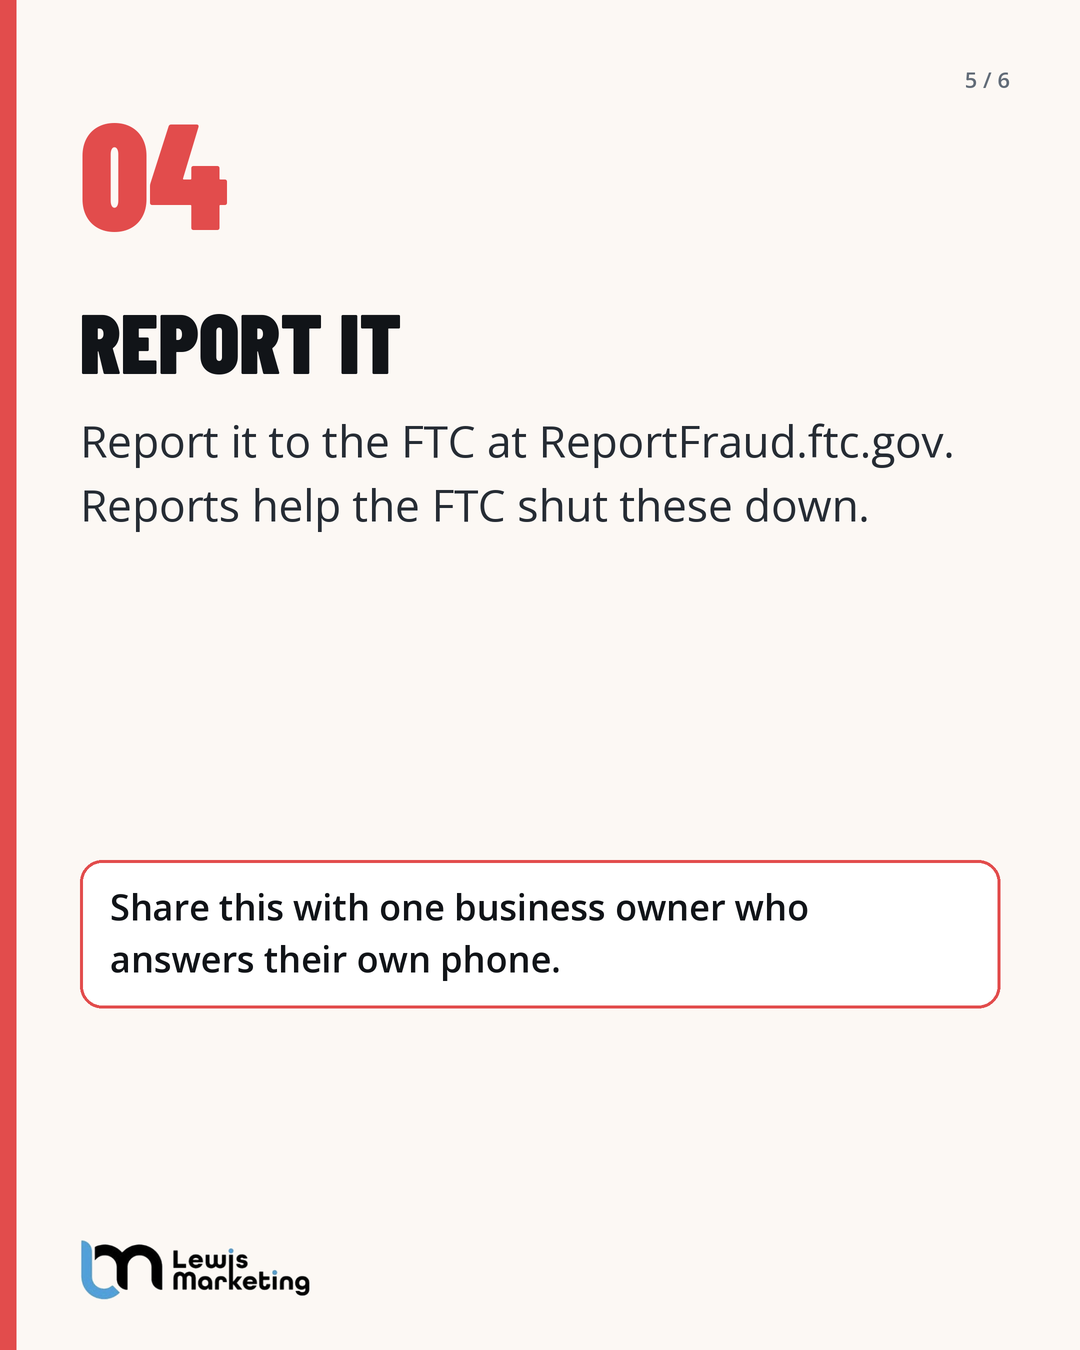 5 / 6
04
REPORT IT
Report it to the FTC at ReportFraud.ftc.gov.
Reports help the FTC shut these down.
Share this with one business owner who
answers their own phone.
Lewis
Marketing